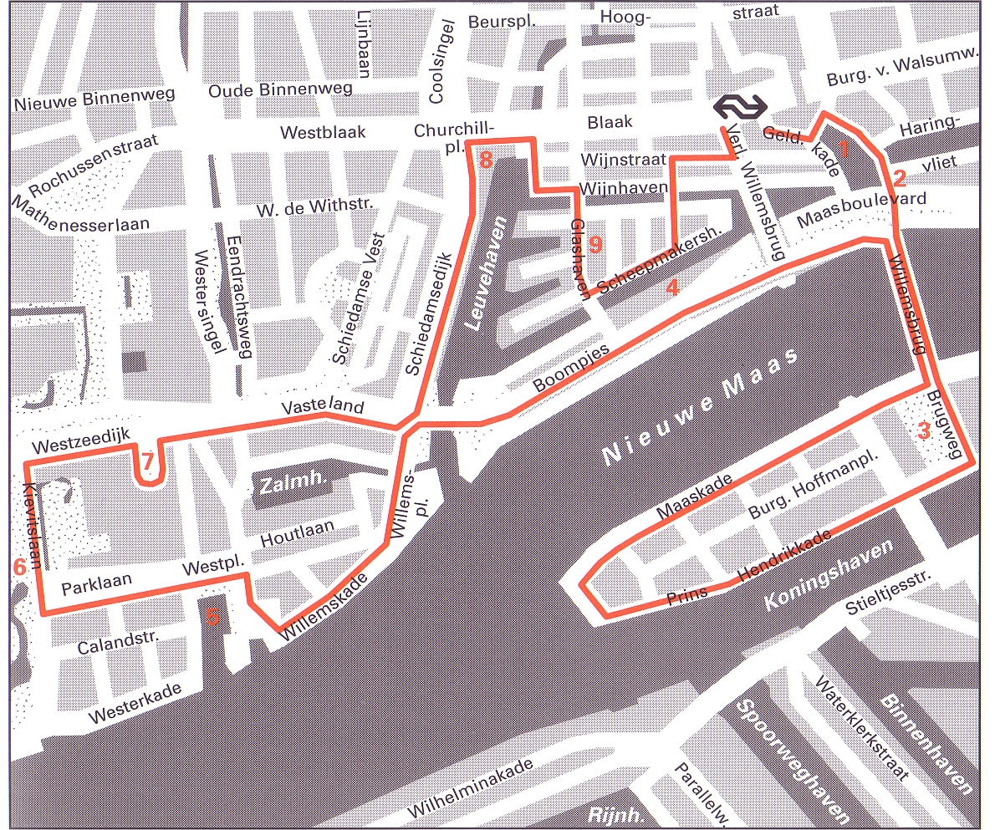 Lijnbaan
Coolsingel
Beurspl.
Hoog-
straat
Burg. v. Walsumw.
Nieuwe Binnenweg
Oude Binnenweg
Westblaak
Churchill-
pl.
Blaak
Geld.
kade
Haring-
vliet
Rochussenstraat
Mathenesserlaan
W. de Withstr.
Wijnstraat
Wijnhaven
Verl. Willemsbrug
Maasboulevard
1
2
8
9
4
Westersingel
Eendrachtsweg
Schiedamse Vest
Schiedamsedijk
Leuvehaven
Glashaven
Scheepmakersh.
Willemsbrug
Boompjes
Nieuwe Maas
Vasteland
Westzeedijk
7
Brugweg
3
Kievitslaan
Zalmh.
Willems-
pl.
Houtlaan
Maaskade
Burg. Hoffmanpl.
6
Parklaan
Westpl.
Willemskade
Prins Hendrikkade
Koningshaven
Stieltjesstr.
5
Calandstr.
Westerkade
Wilhelminakade
Rijnh.
Parallelw.
Spoorweghaven
Waterklerkstraat
Binnenhaven